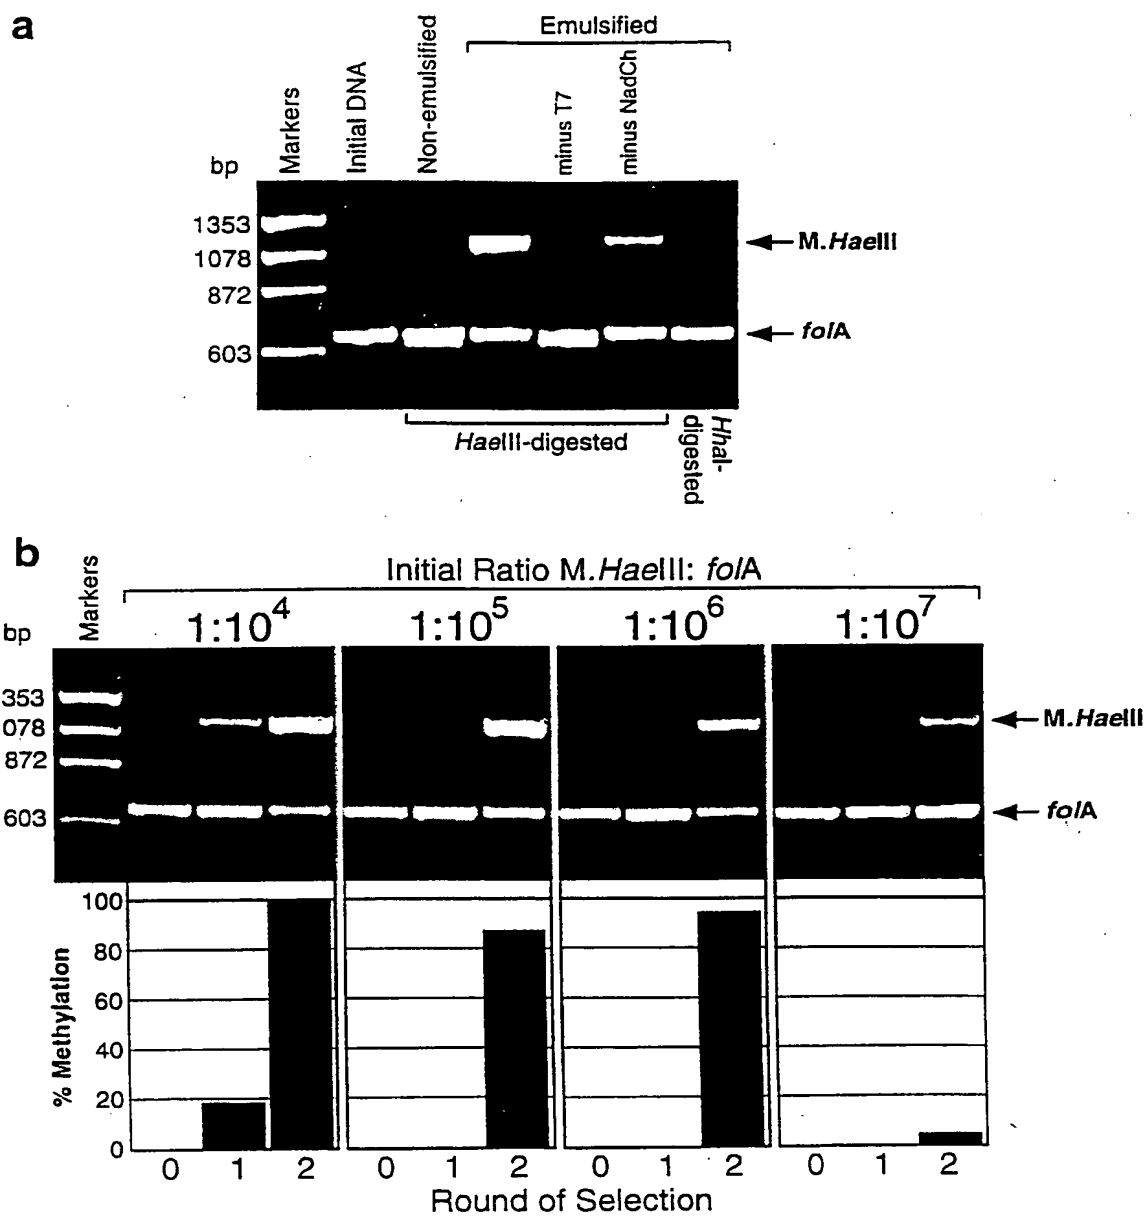 a
Emulsified
Markers
Initial DNA
Non-emulsified
minus T7
minus NadCh
bp
1353
1078
872
603
M.HaeIII
folA
HaeIII-digested
HhaI-
digested
b
Initial Ratio M.HaeIII: folA
Markers
bp
1:10⁴ 1:10⁵ 1:10⁶ 1:10⁷
353
078
872
603
M.HaeIII
folA
% Methylation
100
80
60
40
20
0
0 1 2 0 1 2 0 1 2 0 1 2
Round of Selection